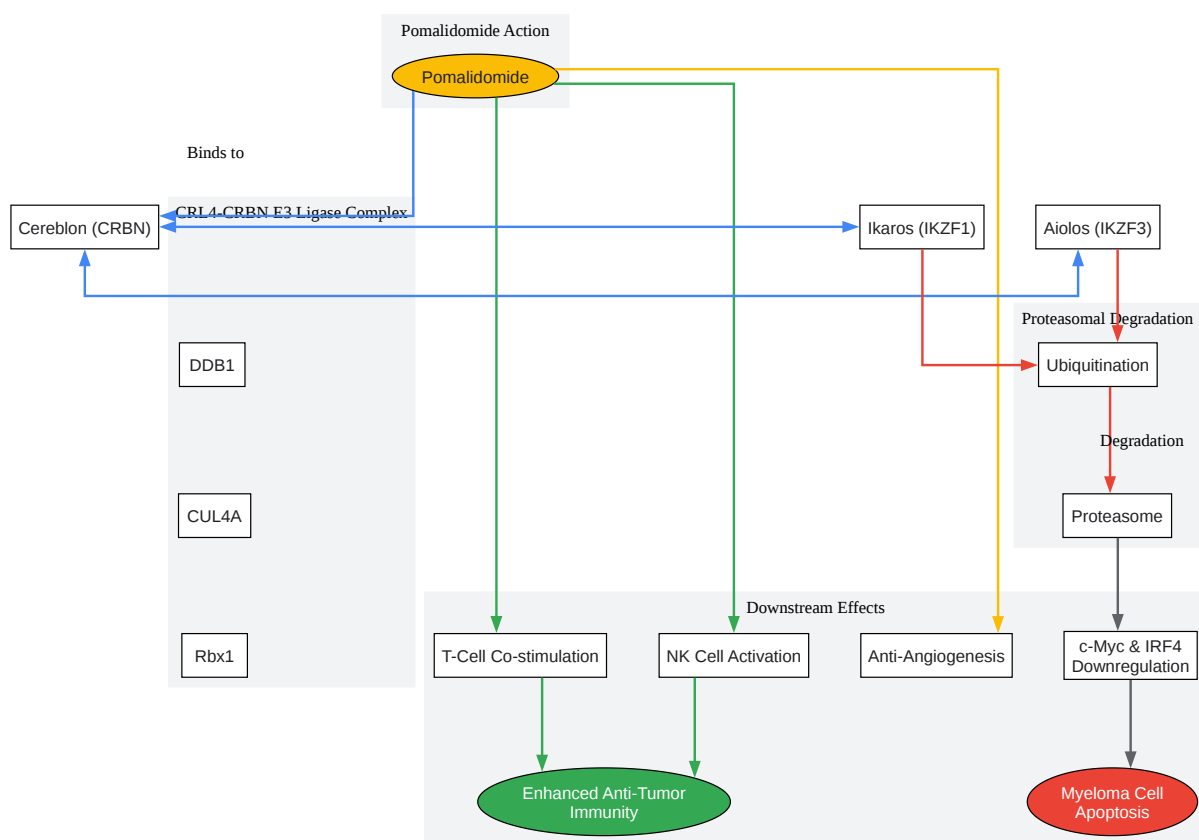 Pomalidomide Action
Pomalidomide
Binds to
CRL4-CRBN E3 Ligase Complex
Cereblon (CRBN)
Ikaros (IKZF1)
Aiolos (IKZF3)
Proteasomal Degradation
DDB1
Ubiquitination
Degradation
CUL4A
Proteasome
Downstream Effects
Rbx1
T-Cell Co-stimulation
NK Cell Activation
Anti-Angiogenesis
c-Myc & IRF4
Downregulation
Enhanced Anti-Tumor
Immunity
Myeloma Cell
Apoptosis